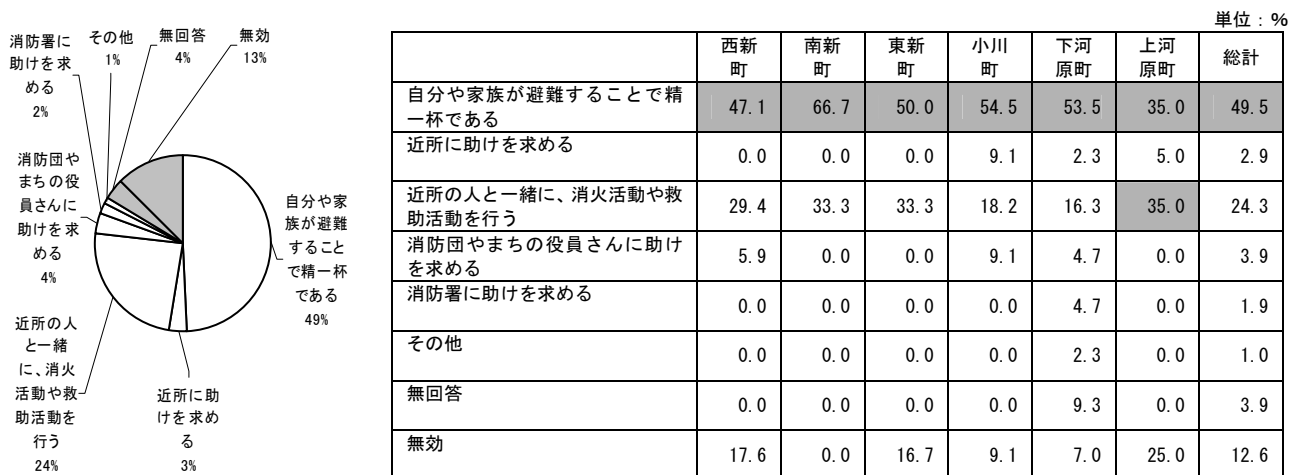 単位：%
消防署に
助けを求
める
2%
その他
1%
無回答
4%
無効
13%
消防団や
まちの役
員さんに
助けを求
める
4%
自分や家
族が避難
すること
で精一杯
である
49%
近所の人
と一緒
に、消火
活動や救
助活動を
行う
24%
近所に助
けを求め
る
3%
西新町 南新町 東新町 小川町 下河原町 上河原町 総計
自分や家族が避難することで精
一杯である 47.1 66.7 50.0 54.5 53.5 35.0 49.5
近所に助けを求める 0.0 0.0 0.0 9.1 2.3 5.0 2.9
近所の人と一緒に、消火活動や救
助活動を行う 29.4 33.3 33.3 18.2 16.3 35.0 24.3
消防団やまちの役員さんに助け
を求める 5.9 0.0 0.0 9.1 4.7 0.0 3.9
消防署に助けを求める 0.0 0.0 0.0 0.0 4.7 0.0 1.9
その他 0.0 0.0 0.0 0.0 2.3 0.0 1.0
無回答 0.0 0.0 0.0 0.0 9.3 0.0 3.9
無効 17.6 0.0 16.7 9.1 7.0 25.0 12.6